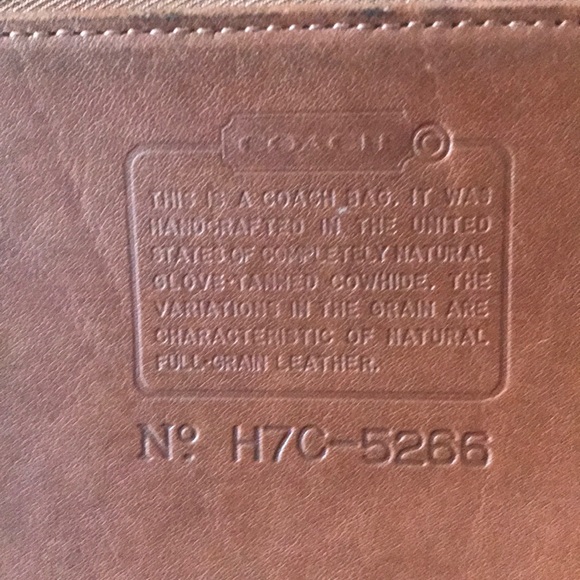 COACH
THIS IS A COACH BAG. IT WAS
HANDCRAFTED IN THE UNITED
STATES OF COMPLETELY NATURAL
GLOVE-TANNED COWHIDE. THE
VARIATIONS IN THE GRAIN ARE
CHARACTERISTIC OF NATURAL
FULL-GRAIN LEATHER.
Nº H7C-5266